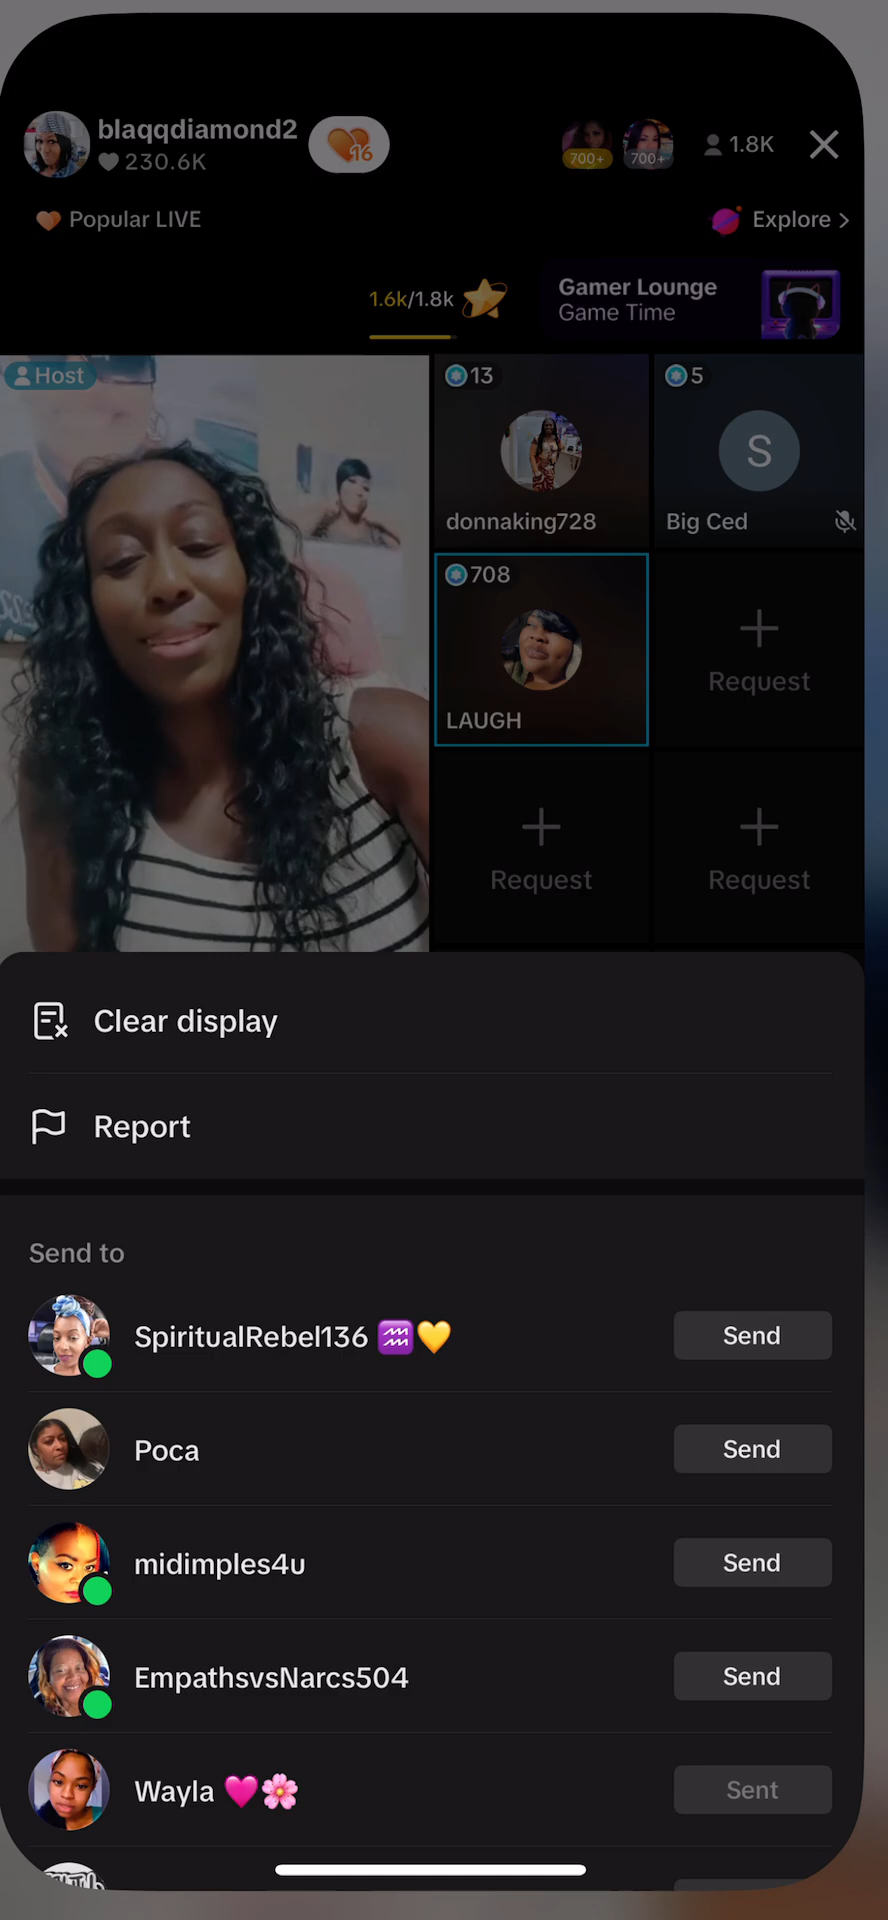 blaqqdiamond2
230.6K
16
700+
700+
1.8K
Popular LIVE
Explore >
1.6k/1.8k
Gamer Lounge
Game Time
Host
13
donnaking728
5
S
Big Ced
708
LAUGH
Request
Request
Request
Clear display
Report
Send to
SpiritualRebel136 ♒💛
Send
Poca
Send
midimples4u
Send
EmpathsvsNarcs504
Send
Wayla 💗🌸
Sent